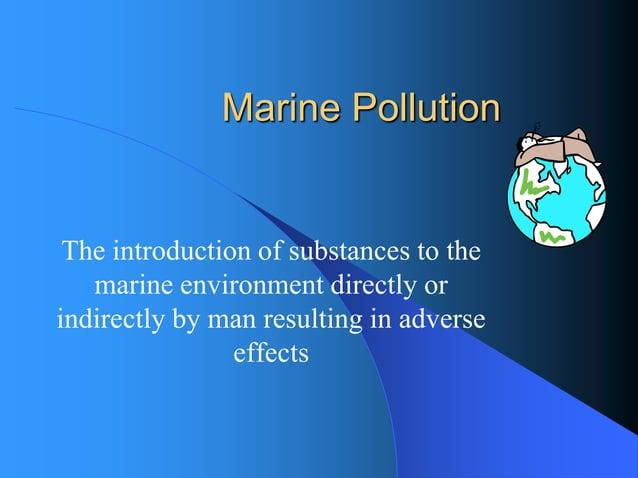 Marine Pollution
The introduction of substances to the
marine environment directly or
indirectly by man resulting in adverse
effects